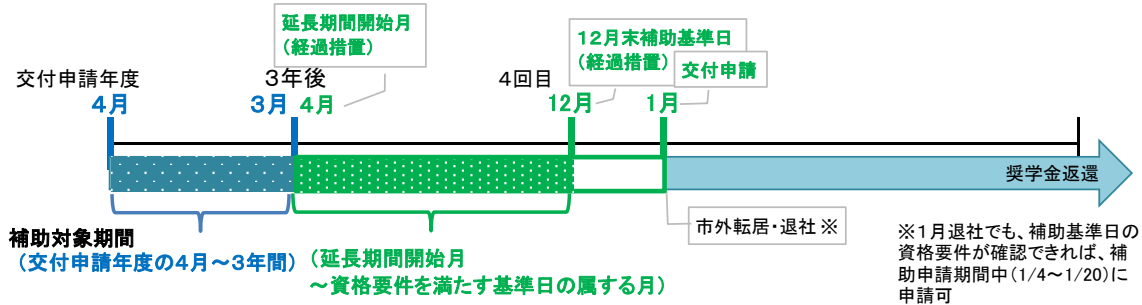 延長期間開始月
(経過措置)
12月末補助基準日
(経過措置)
交付申請
交付申請年度
4月
3年後
3月 4月
4回目
12月
1月
奨学金返還
市外転居・退社※
補助対象期間
(交付申請年度の4月～3年間)
(延長期間開始月
～資格要件を満たす基準日の属する月)
※1月退社でも、補助基準日の
資格要件が確認できれば、補
助申請期間中(1/4～1/20)に
申請可